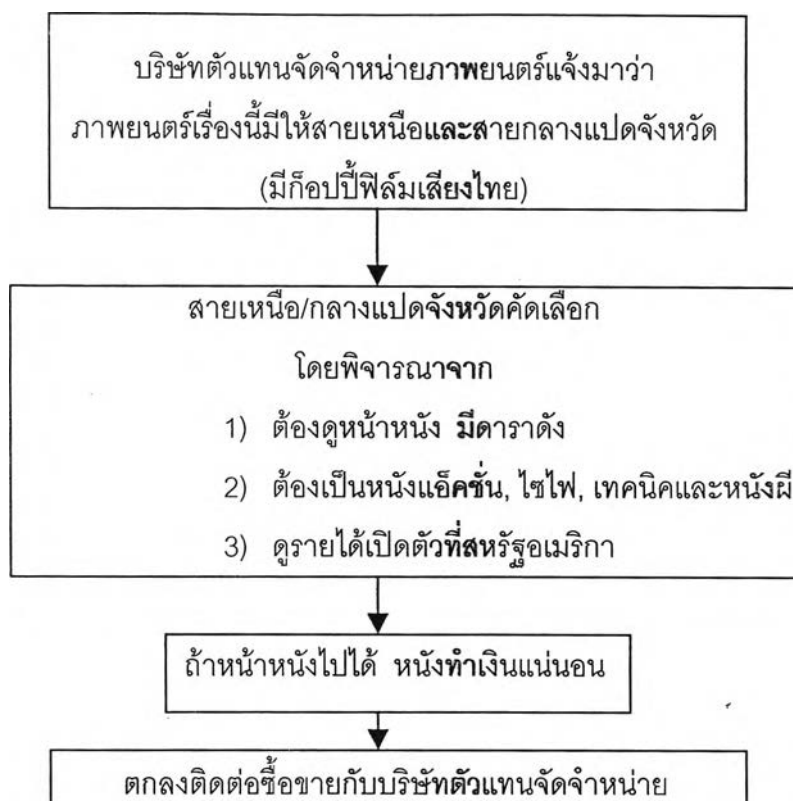 บริษัทตัวแทนจัดจำหน่ายภาพยนตร์แจ้งมาว่า
ภาพยนตร์เรื่องนี้มีให้สายเหนือและสายกลางแปดจังหวัด
(มีก็อปปี้ฟิล์มเสียงไทย)
สายเหนือ/กลางแปดจังหวัดคัดเลือก
โดยพิจารณาจาก
1) ต้องดูหน้าหนัง มีดาราดัง
2) ต้องเป็นหนังแอ็คชั่น, ไซไฟ, เทคนิคและหนังผี
3) ดูรายได้เปิดตัวที่สหรัฐอเมริกา
ถ้าหน้าหนังไปได้ หนังทำเงินแน่นอน
ตกลงติดต่อซื้อขายกับบริษัทตัวแทนจัดจำหน่าย